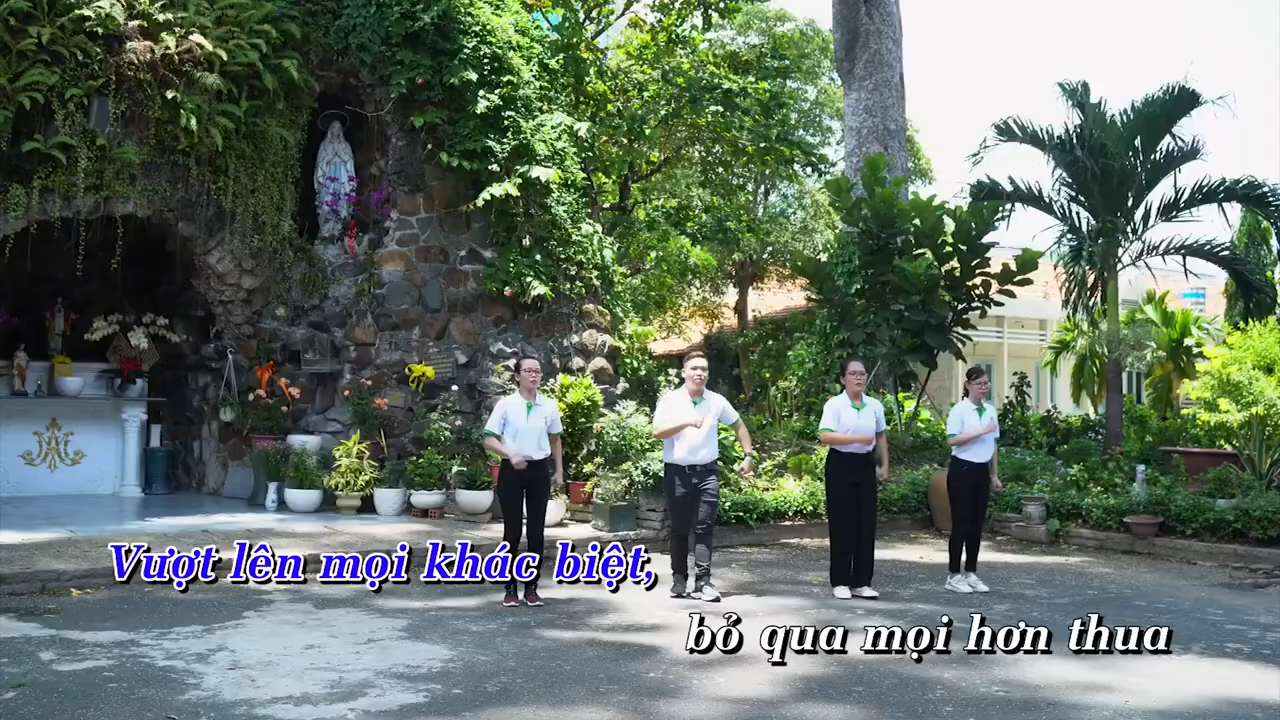 Vượt lên mọi khác biệt,
bỏ qua mọi hơn thua